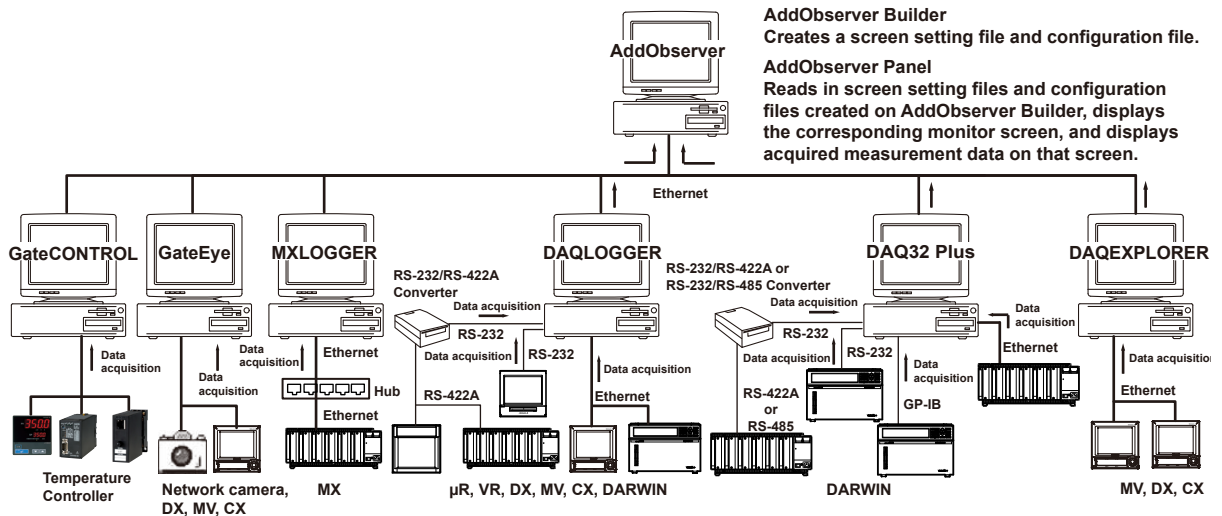 AddObserver
AddObserver Builder
Creates a screen setting file and configuration file.
AddObserver Panel
Reads in screen setting files and configuration
files created on AddObserver Builder, displays
the corresponding monitor screen, and displays
acquired measurement data on that screen.
Ethernet
GateCONTROL
GateEye
MXLOGGER
DAQLOGGER
DAQ32 Plus
DAQEXPLORER
RS-232/RS-422A
Converter
Data acquisition
RS-232
RS-232/RS-422A or
RS-232/RS-485 Converter
Data acquisition
RS-232
Data
acquisition
Data
acquisition
Data
acquisition
Data
acquisition
Ethernet
Hub
Ethernet
Data acquisition
RS-232
RS-422A
Data acquisition
Ethernet
Data acquisition
RS-232
RS-422A
or
RS-485
Data
acquisition
GP-IB
Ethernet
Data acquisition
Ethernet
-350.0
Temperature
Controller
Network camera,
DX, MV, CX
MX
µR, VR, DX, MV, CX, DARWIN
DARWIN
MV, DX, CX